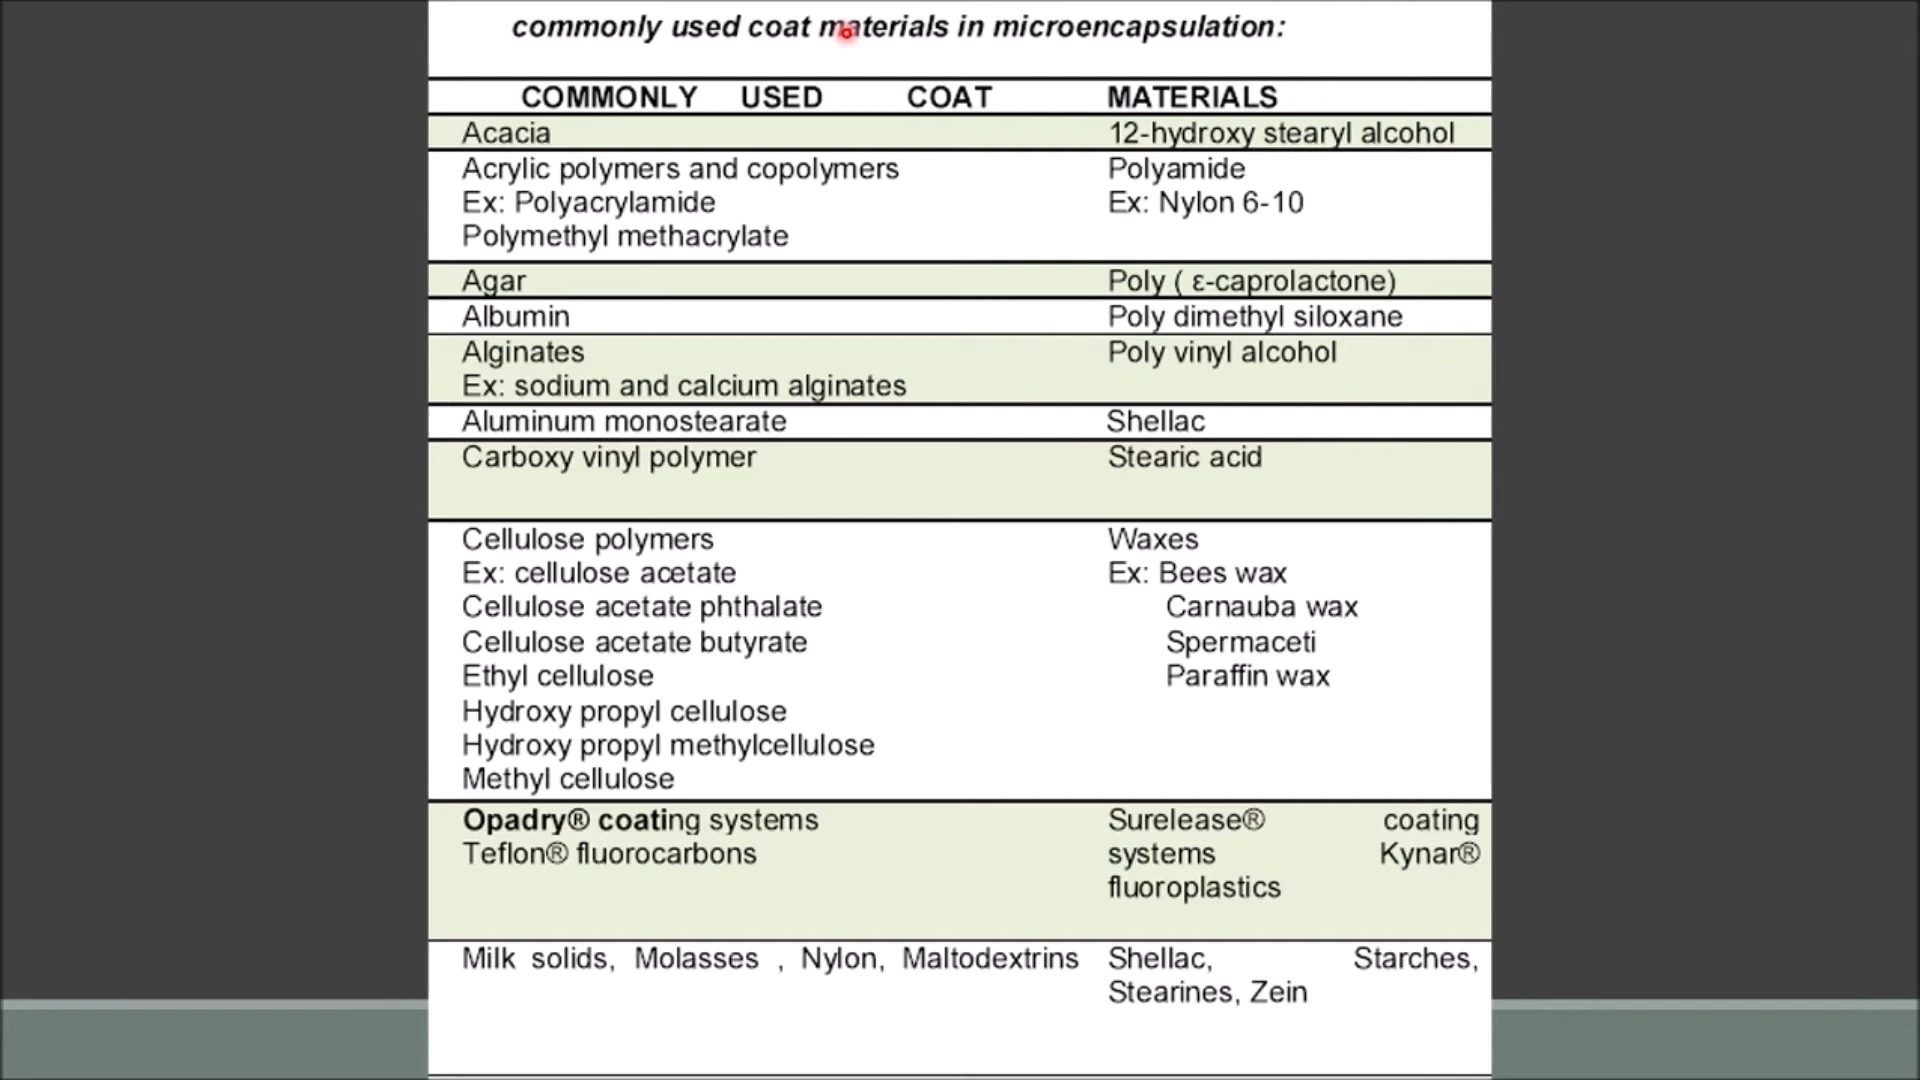 commonly used coat materials in microencapsulation:
COMMONLY USED COAT MATERIALS
Acacia 12-hydroxy stearyl alcohol
Acrylic polymers and copolymers Polyamide
Ex: Polyacrylamide Ex: Nylon 6-10
Polymethyl methacrylate
Agar Poly ( ε-caprolactone)
Albumin Poly dimethyl siloxane
Alginates Poly vinyl alcohol
Ex: sodium and calcium alginates
Aluminum monostearate Shellac
Carboxy vinyl polymer Stearic acid
Cellulose polymers Waxes
Ex: cellulose acetate Ex: Bees wax
Cellulose acetate phthalate Carnauba wax
Cellulose acetate butyrate Spermaceti
Ethyl cellulose Paraffin wax
Hydroxy propyl cellulose
Hydroxy propyl methylcellulose
Methyl cellulose
Opadry® coating systems Surelease® coating
Teflon® fluorocarbons systems Kynar®
fluoroplastics
Milk solids, Molasses , Nylon, Maltodextrins Shellac, Starches,
Stearines, Zein